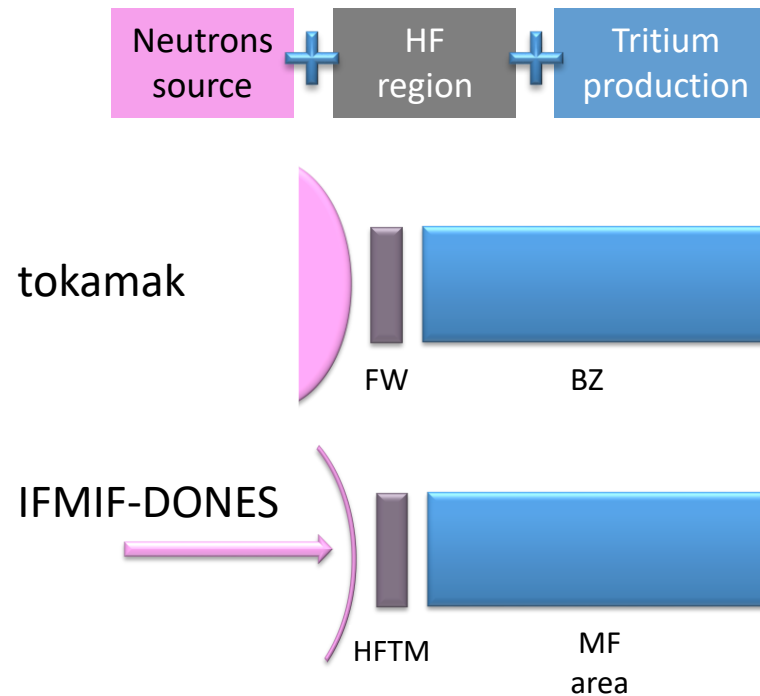 Neutrons
source
HF
region
Tritium
production
tokamak
FW
BZ
IFMIF-DONES
HFTM
MF
area